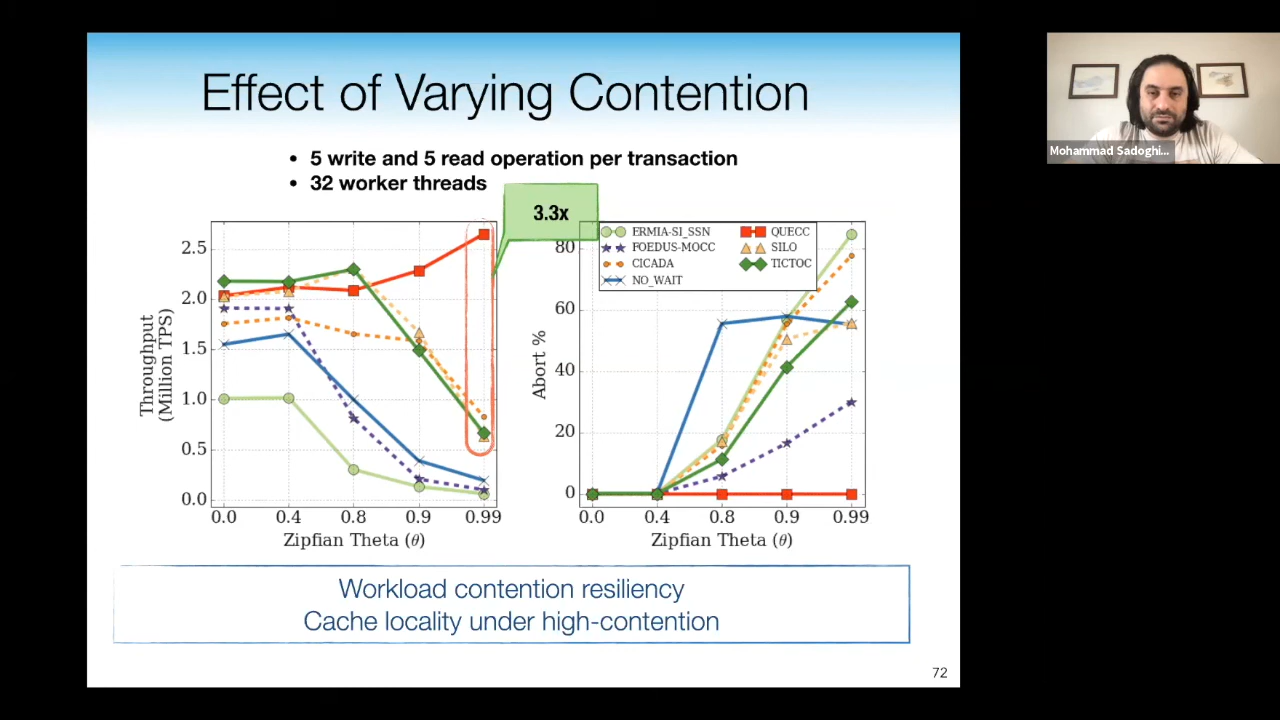 Effect of Varying Contention
• 5 write and 5 read operation per transaction
• 32 worker threads
3.3x
Throughput
(Million TPS)
2.5
2.0
1.5
1.0
0.5
0.0
0.0 0.4 0.8 0.9 0.99
Zipfian Theta (θ)
Abort %
80
60
40
20
0
0.0 0.4 0.8 0.9 0.99
Zipfian Theta (θ)
ERMIA-SI_SSN
FOEDUS-MOCC
CICADA
NO_WAIT
QUECC
SILO
TICTOC
Workload contention resiliency
Cache locality under high-contention
72
Mohammad Sadoghi...